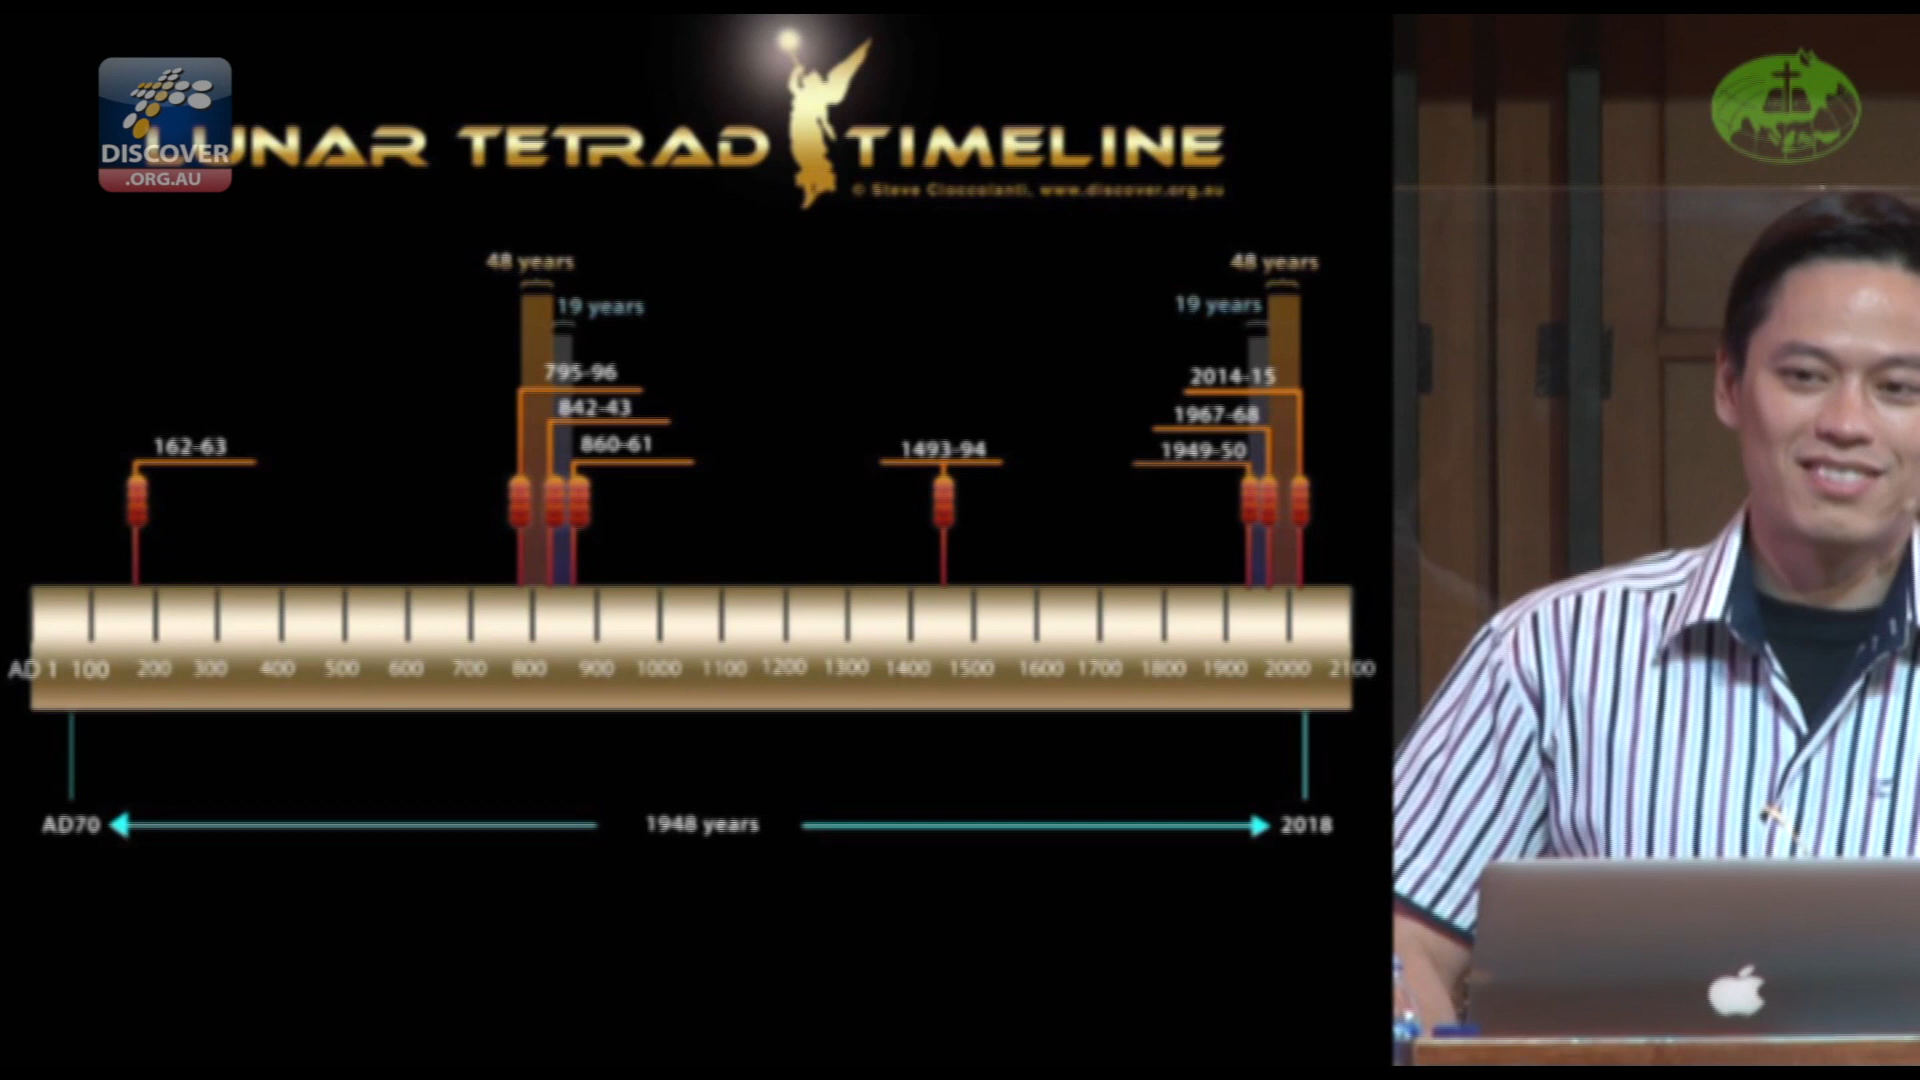 DISCOVER
.ORG.AU
LUNAR TETRAD TIMELINE
© Steve Cioccolanti, www.discover.org.au
48 years
48 years
19 years
19 years
795-96
2014-15
842-43
1967-68
162-63
860-61
1493-94
1949-50
AD 1 100 200 300 400 500 600 700 800 900 1000 1100 1200 1300 1400 1500 1600 1700 1800 1900 2000 2100
AD70
1948 years
2018